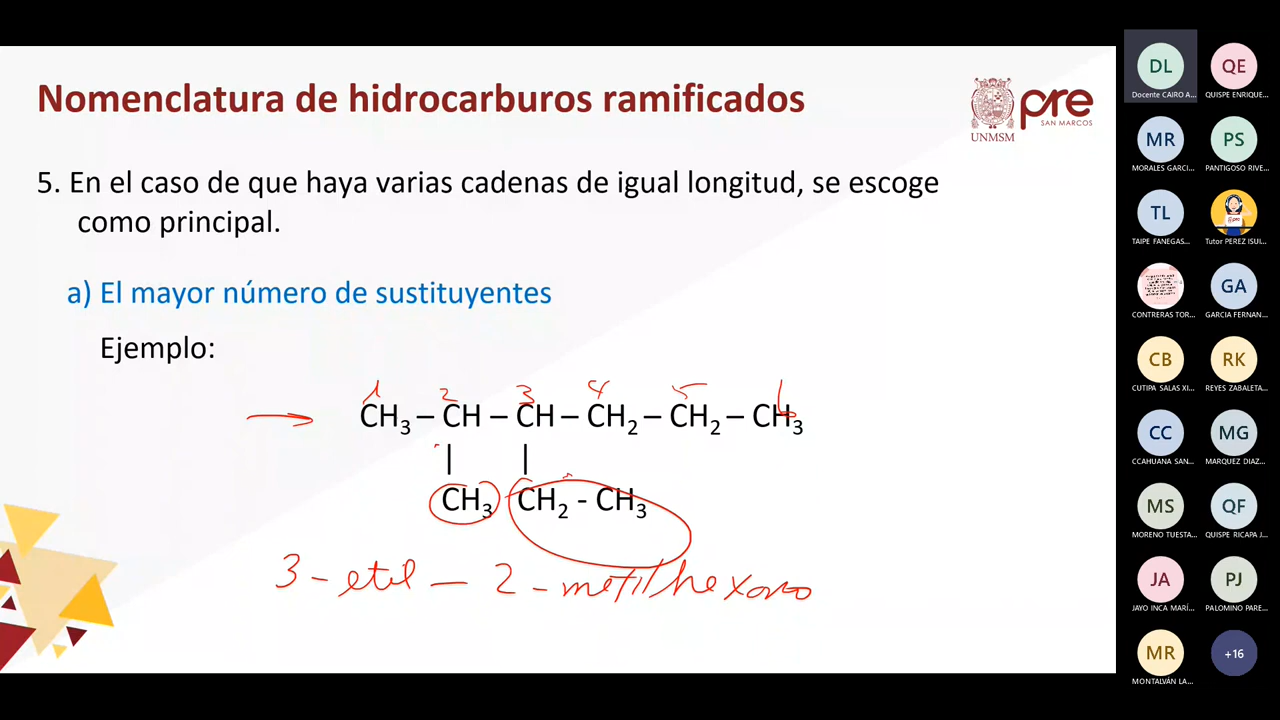 Nomenclatura de hidrocarburos ramificados
UNMSM
pre
SAN MARCOS
5. En el caso de que haya varias cadenas de igual longitud, se escoge
como principal.
a) El mayor número de sustituyentes
Ejemplo:
1 2 3 4 5 6
CH₃ – CH – CH – CH₂ – CH₂ – CH₃
| |
CH₃ CH₂ - CH₃
3 - etil - 2 - metilhexano
DL
Docente CAIRO A...
QE
QUISPE ENRIQUE...
MR
MORALES GARCI...
PS
PANTIGOSO RIVE...
TL
TAIPE FANEGAS...
Tutor PEREZ ISUI...
CONTRERAS TOR...
GA
GARCIA FERNAN...
CB
CUTIPA SALAS XI...
RK
REYES ZABALETA...
CC
CCAHUANA SAN...
MG
MARQUEZ DIAZ...
MS
MORENO TUESTA...
QF
QUISPE RICAPA J...
JA
JAYO INCA MARÍ...
PJ
PALOMINO PARE...
MR
MONTALVÁN LA...
+16